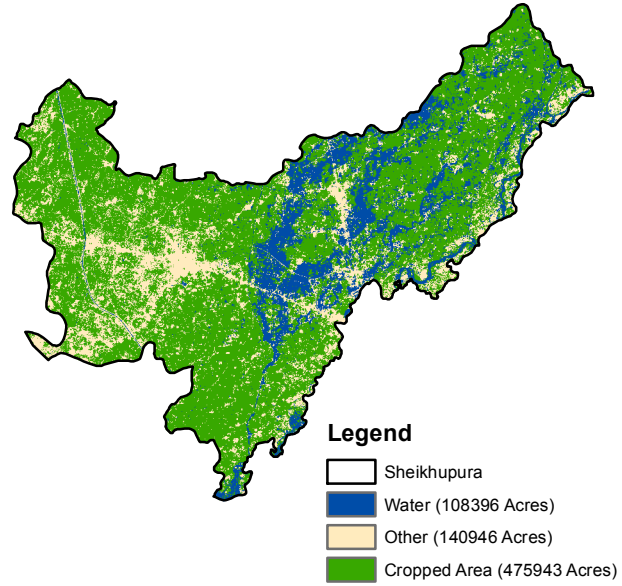 Legend
Sheikhupura
Water (108396 Acres)
Other (140946 Acres)
Cropped Area (475943 Acres)